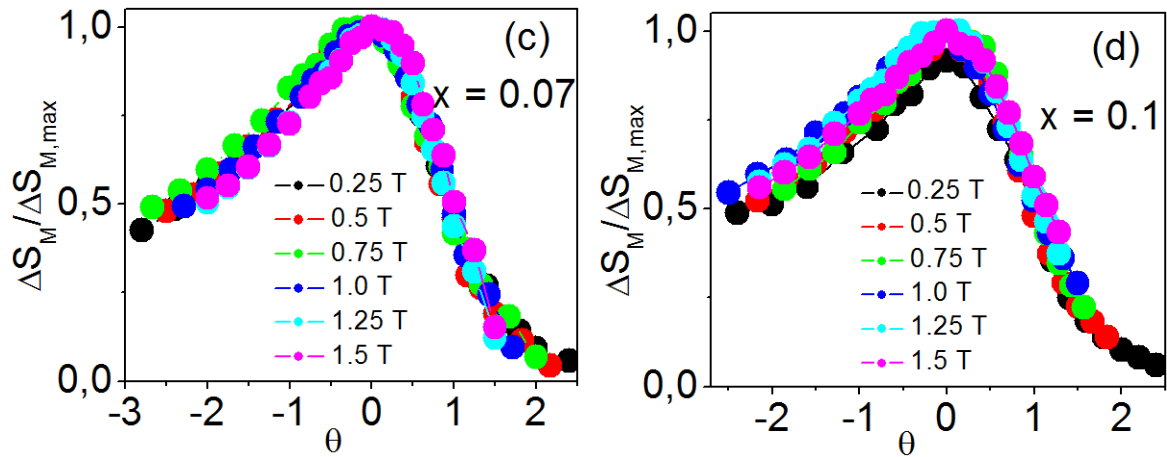 (c)
x = 0.07
ΔS_M/ΔS_M,max
1,0
0,5
0,0
0.25 T
0.5 T
0.75 T
1.0 T
1.25 T
1.5 T
-3 -2 -1 0 1 2
θ
(d)
x = 0.1
ΔS_M/ΔS_M,max
1,0
0,5
0,0
0.25 T
0.5 T
0.75 T
1.0 T
1.25 T
1.5 T
-2 -1 0 1 2
θ